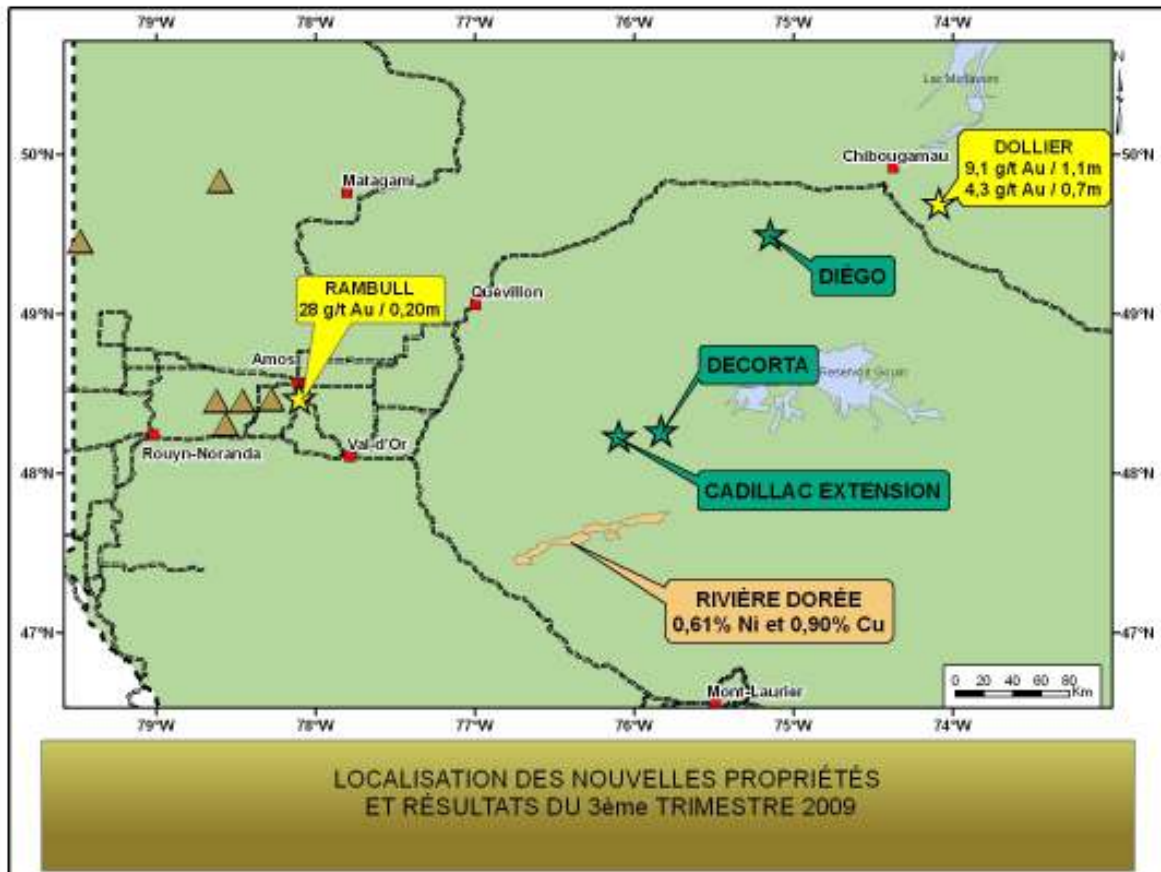 79°W 78°W 77°W 76°W 75°W 74°W
N
Lac Mistassini
50°N
Chibougamau
50°N
DOLLIER
9,1 g/t Au / 1,1m
4,3 g/t Au / 0,7m
Matagami
DIÉGO
RAMBULL
28 g/t Au / 0,20m
Quévillon
49°N
49°N
Amos
DECORTA
Reservoir Gouin
Rouyn-Noranda
Val-d'Or
48°N
48°N
CADILLAC EXTENSION
RIVIÈRE DORÉE
0,61% Ni et 0,90% Cu
47°N
47°N
Mont-Laurier
0 20 40 60 80
Km
79°W 78°W 77°W 76°W 75°W 74°W
LOCALISATION DES NOUVELLES PROPRIÉTÉS
ET RÉSULTATS DU 3ème TRIMESTRE 2009